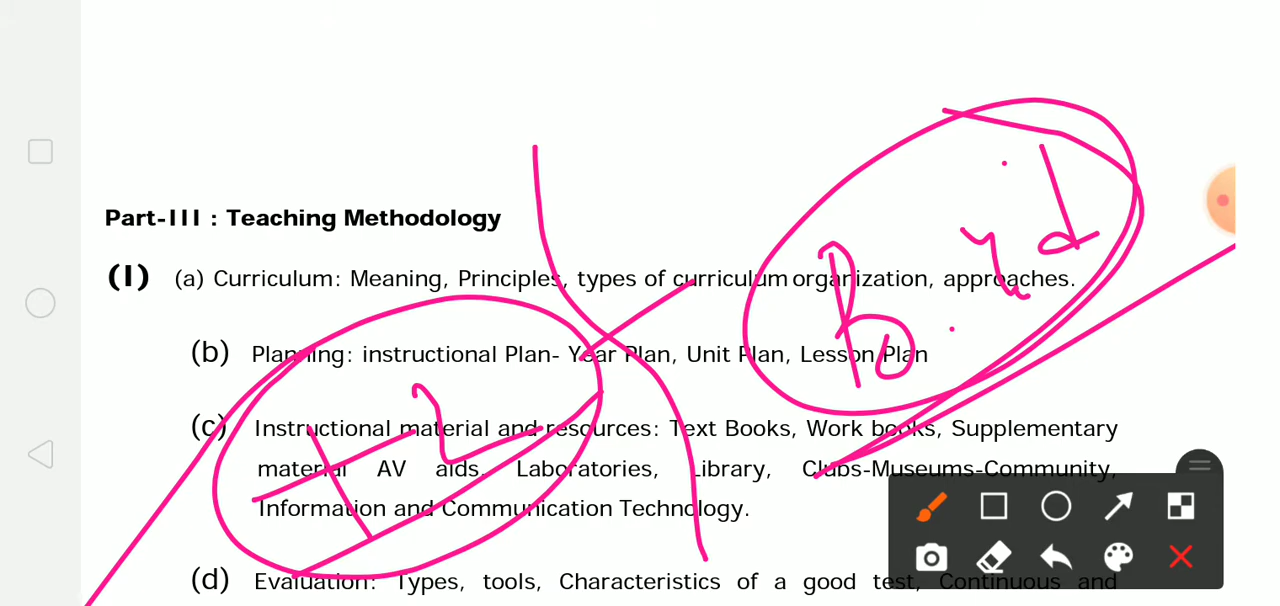 Part-III : Teaching Methodology
(I) (a) Curriculum: Meaning, Principles, types of curriculum organization, approaches.
(b) Planning: instructional Plan- Year Plan, Unit Plan, Lesson Plan
(c) Instructional material and resources: Text Books, Work books, Supplementary
material AV aids, Laboratories, Library, Clubs-Museums-Community,
Information and Communication Technology.
(d) Evaluation: Types, tools, Characteristics of a good test, Continuous and